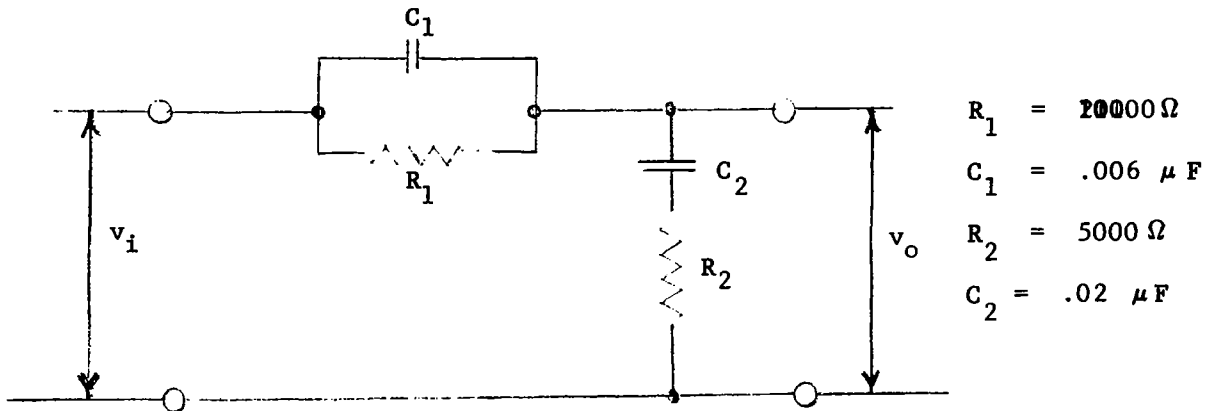 C1
R1
C2
R2
vi
vo
R1 = Ω
C1 = .006 μF
R2 = 5000 Ω
C2 = .02 μF